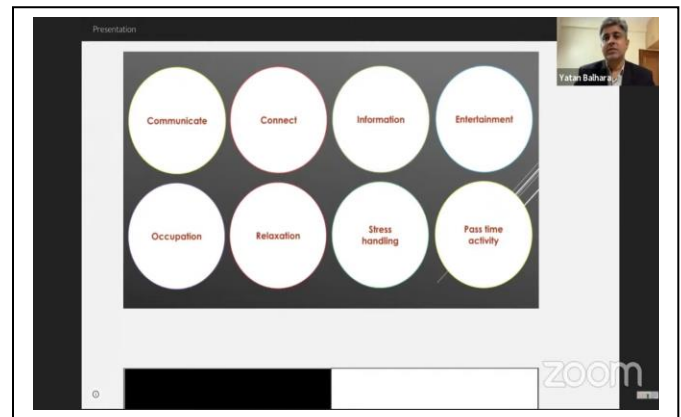 Presentation
Yatan Balhara
Communicate
Connect
Information
Entertainment
Occupation
Relaxation
Stress
handling
Pass time
activity
zoom